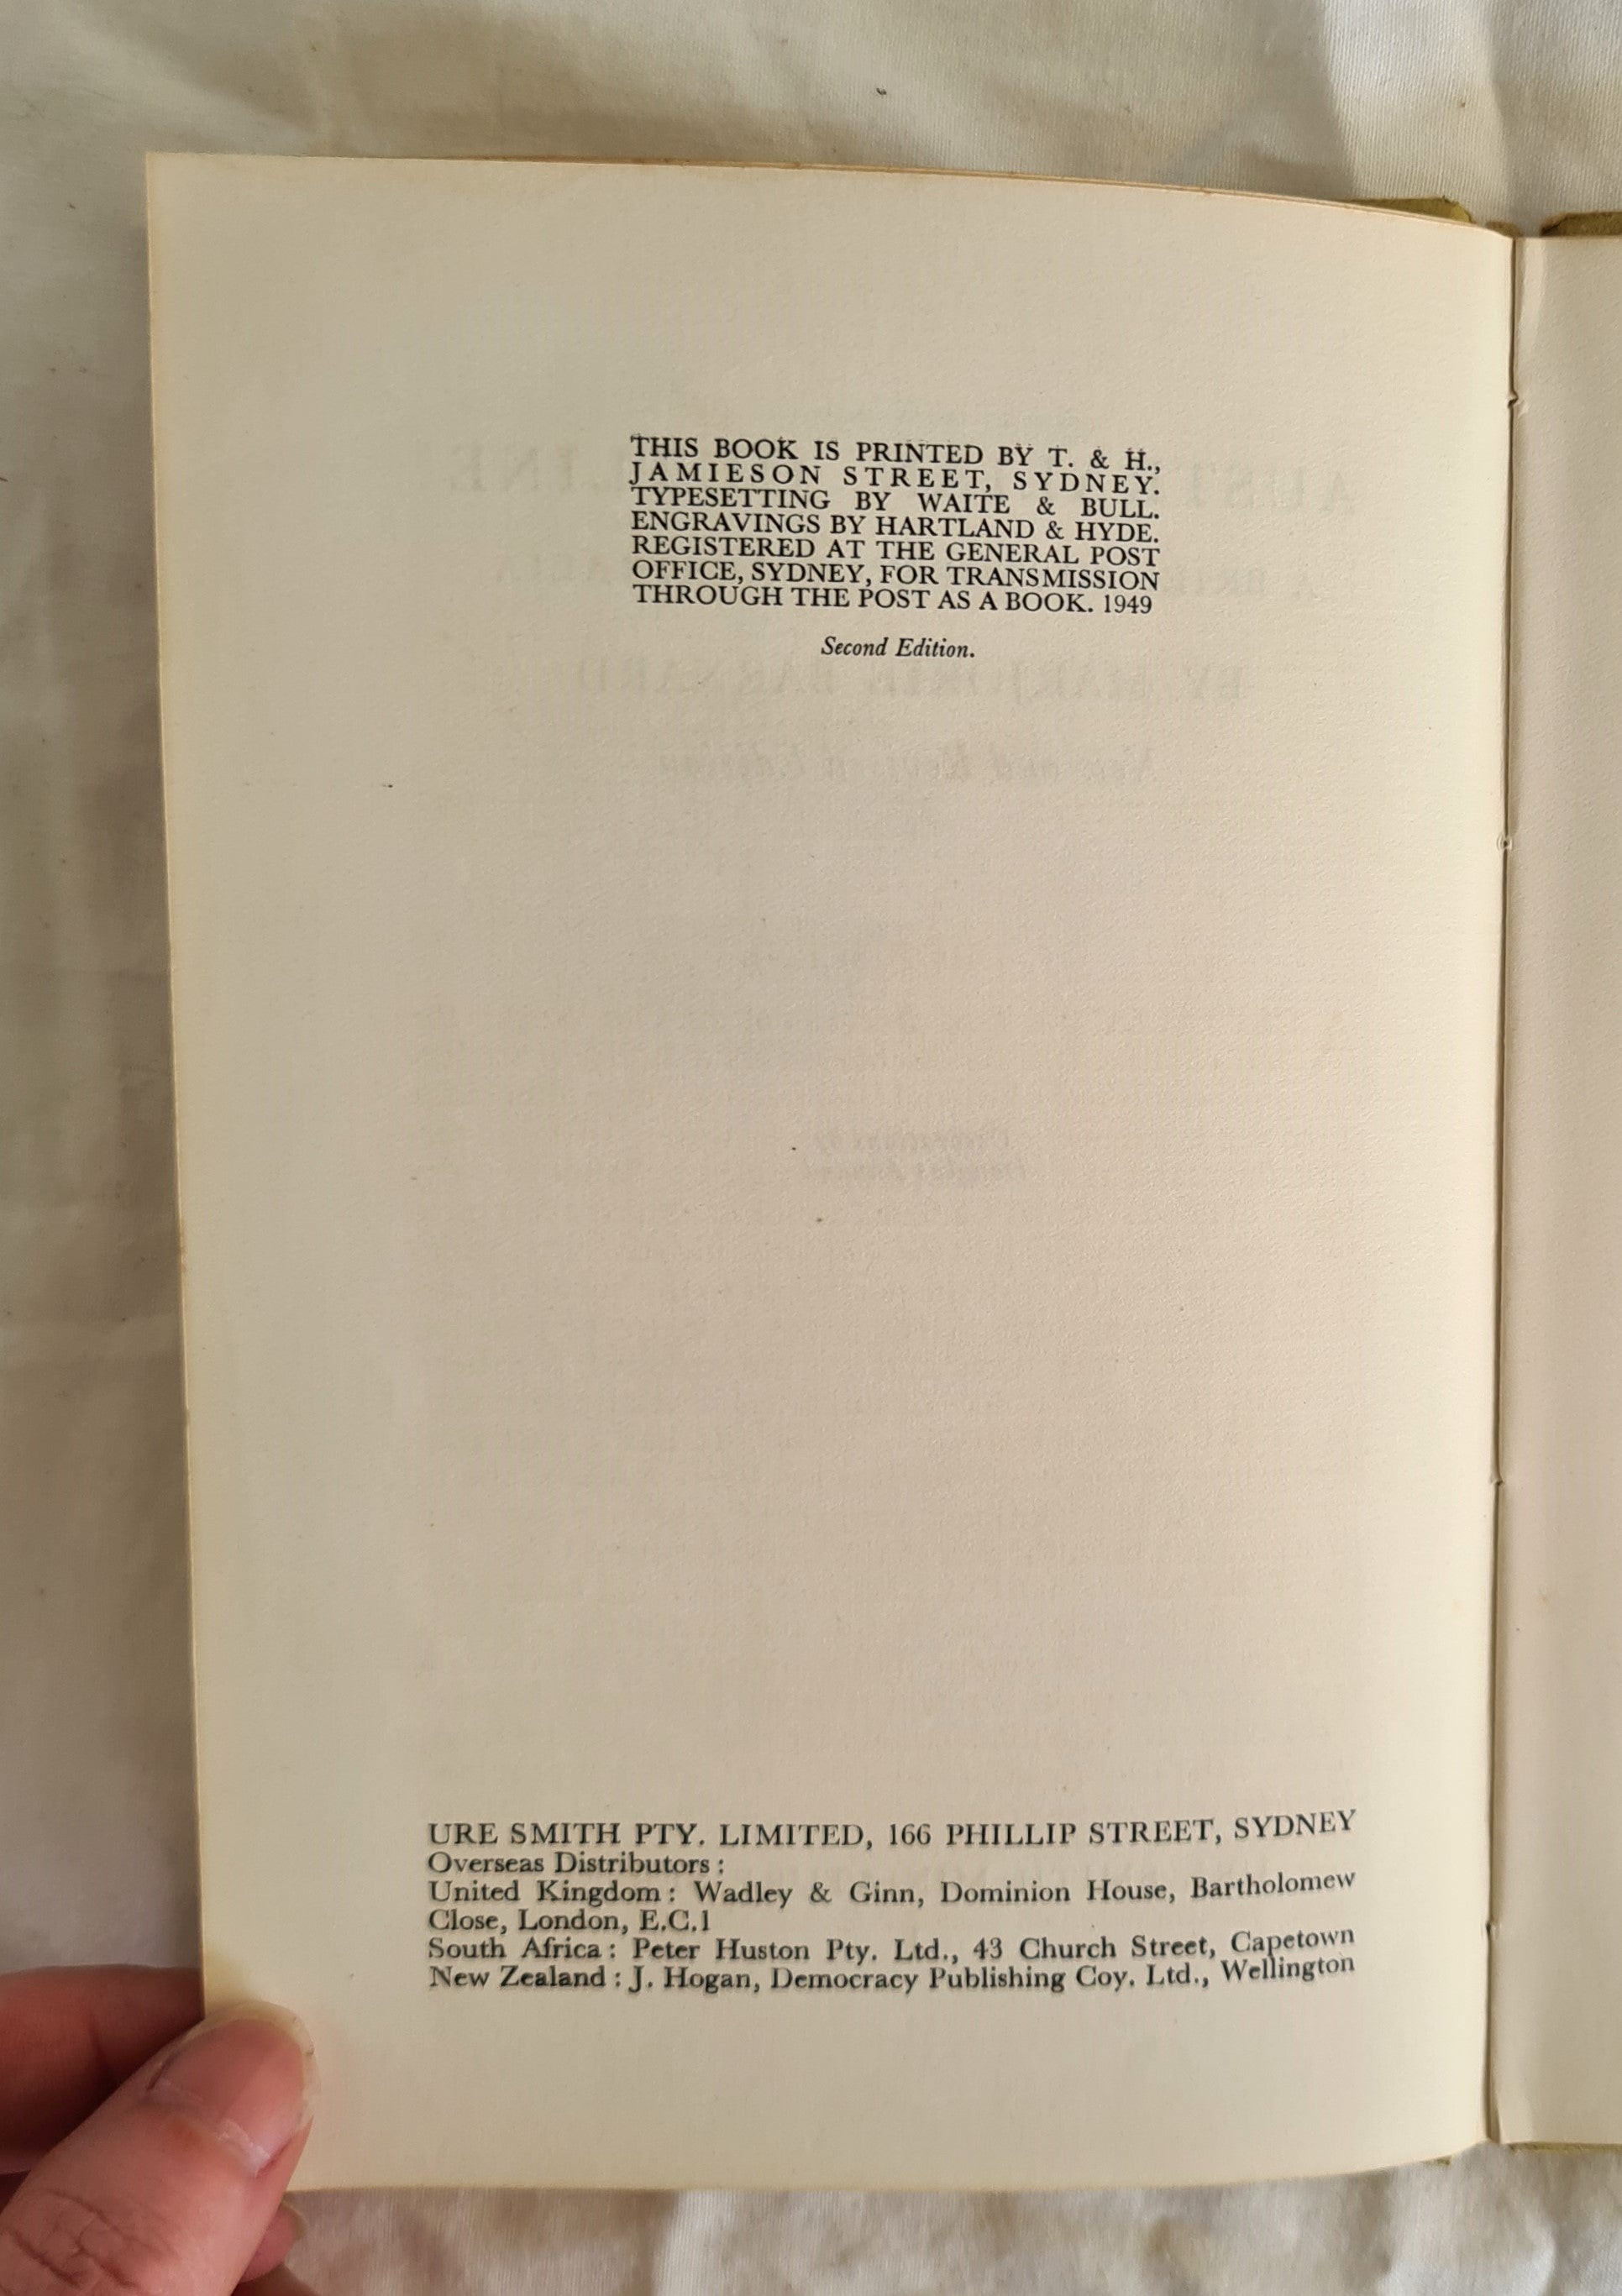 THIS BOOK IS PRINTED BY T. & H.,
JAMIESON STREET, SYDNEY.
TYPESETTING BY WAITE & BULL.
ENGRAVINGS BY HARTLAND & HYDE.
REGISTERED AT THE GENERAL POST
OFFICE, SYDNEY, FOR TRANSMISSION
THROUGH THE POST AS A BOOK. 1949
Second Edition.
URE SMITH PTY. LIMITED, 166 PHILLIP STREET, SYDNEY
Overseas Distributors :
United Kingdom : Wadley & Ginn, Dominion House, Bartholomew
Close, London, E.C.1
South Africa : Peter Huston Pty. Ltd., 43 Church Street, Capetown
New Zealand : J. Hogan, Democracy Publishing Coy. Ltd., Wellington